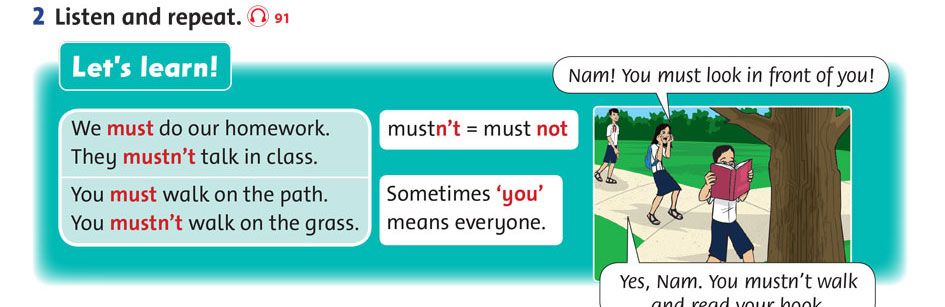 2 Listen and repeat. 91
Let's learn!
Nam! You must look in front of you!
We must do our homework.
They mustn't talk in class.
mustn't = must not
You must walk on the path.
You mustn't walk on the grass.
Sometimes 'you'
means everyone.
Yes, Nam. You mustn't walk
and read your book